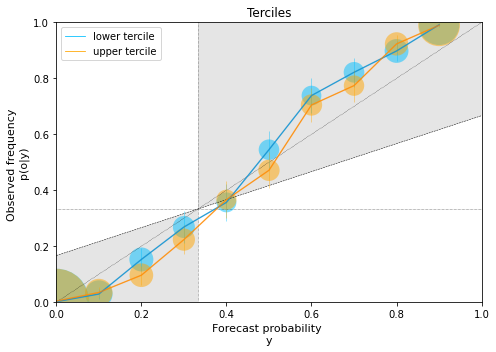 Terciles
lower tercile
upper tercile
1.0
0.8
0.6
0.4
0.2
0.0
Observed frequency
p(o|y)
0.0 0.2 0.4 0.6 0.8 1.0
Forecast probability
y